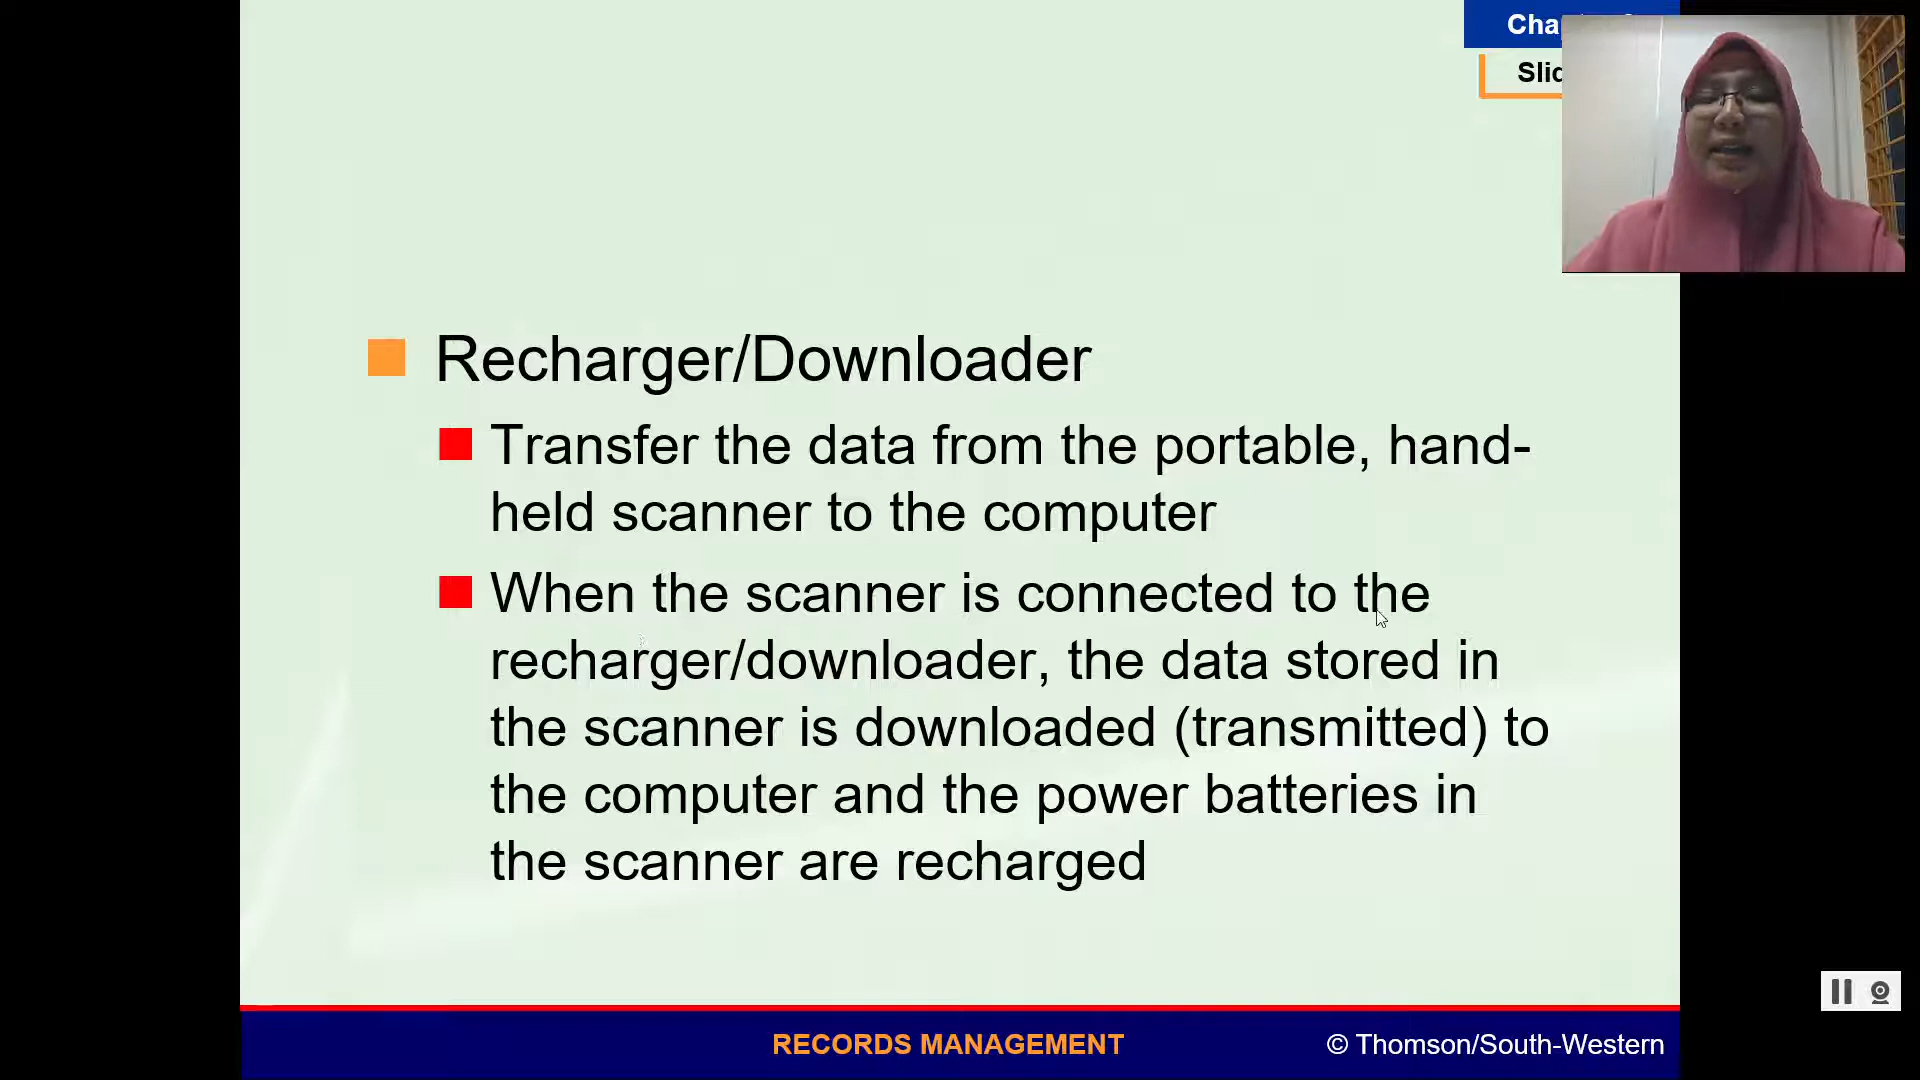 Recharger/Downloader
Transfer the data from the portable, hand-
held scanner to the computer
When the scanner is connected to the
recharger/downloader, the data stored in
the scanner is downloaded (transmitted) to
the computer and the power batteries in
the scanner are recharged
RECORDS MANAGEMENT
© Thomson/South-Western